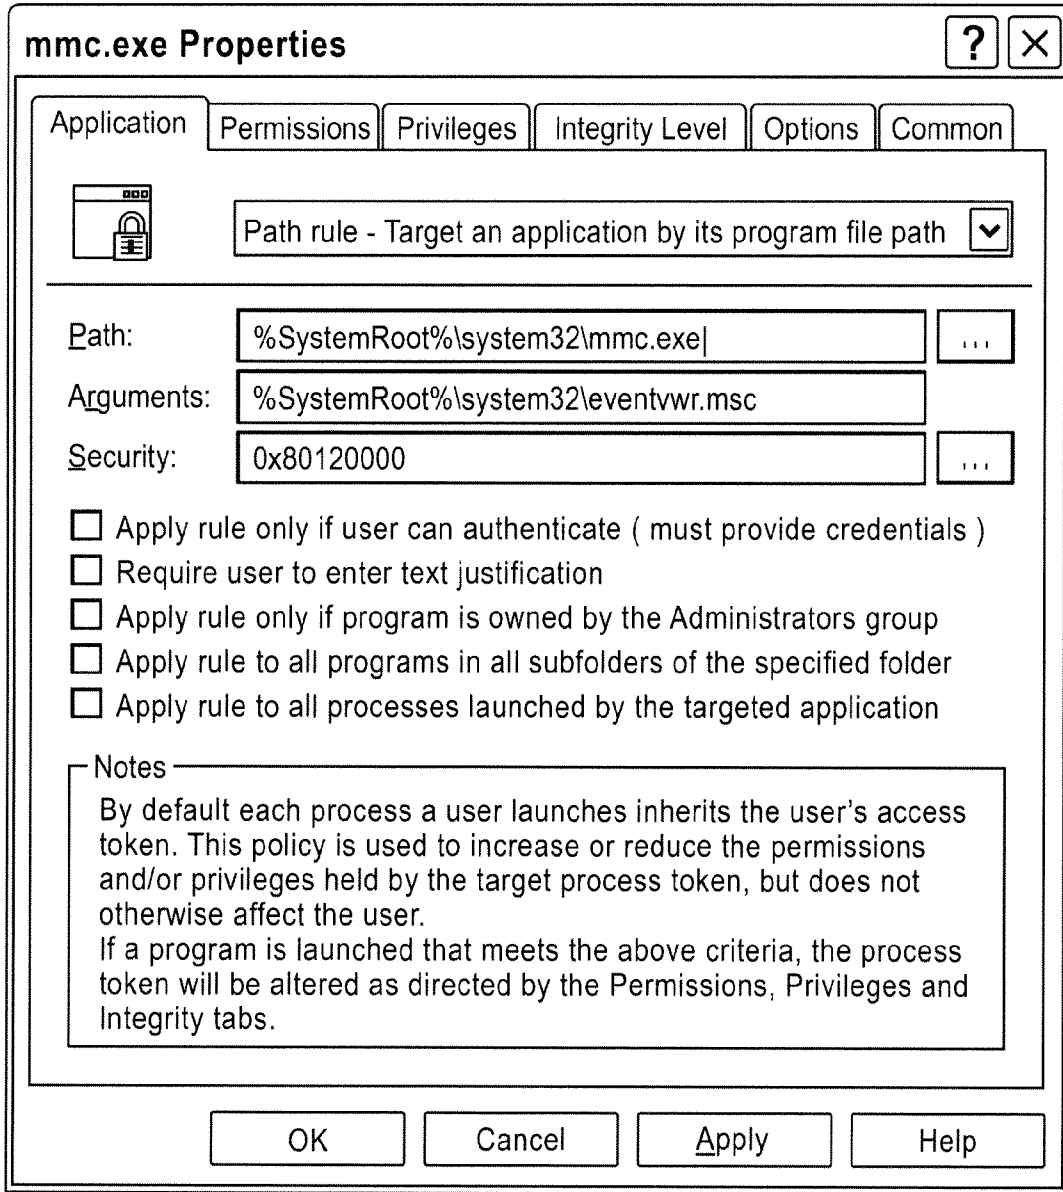 mmc.exe Properties
?
Application
Permissions
Privileges
Integrity Level
Options
Common
Path rule - Target an application by its program file path
Path:
%SystemRoot%\system32\mmc.exe|
...
Arguments:
%SystemRoot%\system32\eventvwr.msc
Security:
0x80120000
...
Apply rule only if user can authenticate ( must provide credentials )
Require user to enter text justification
Apply rule only if program is owned by the Administrators group
Apply rule to all programs in all subfolders of the specified folder
Apply rule to all processes launched by the targeted application
Notes
By default each process a user launches inherits the user's access
token. This policy is used to increase or reduce the permissions
and/or privileges held by the target process token, but does not
otherwise affect the user.
If a program is launched that meets the above criteria, the process
token will be altered as directed by the Permissions, Privileges and
Integrity tabs.
OK
Cancel
Apply
Help